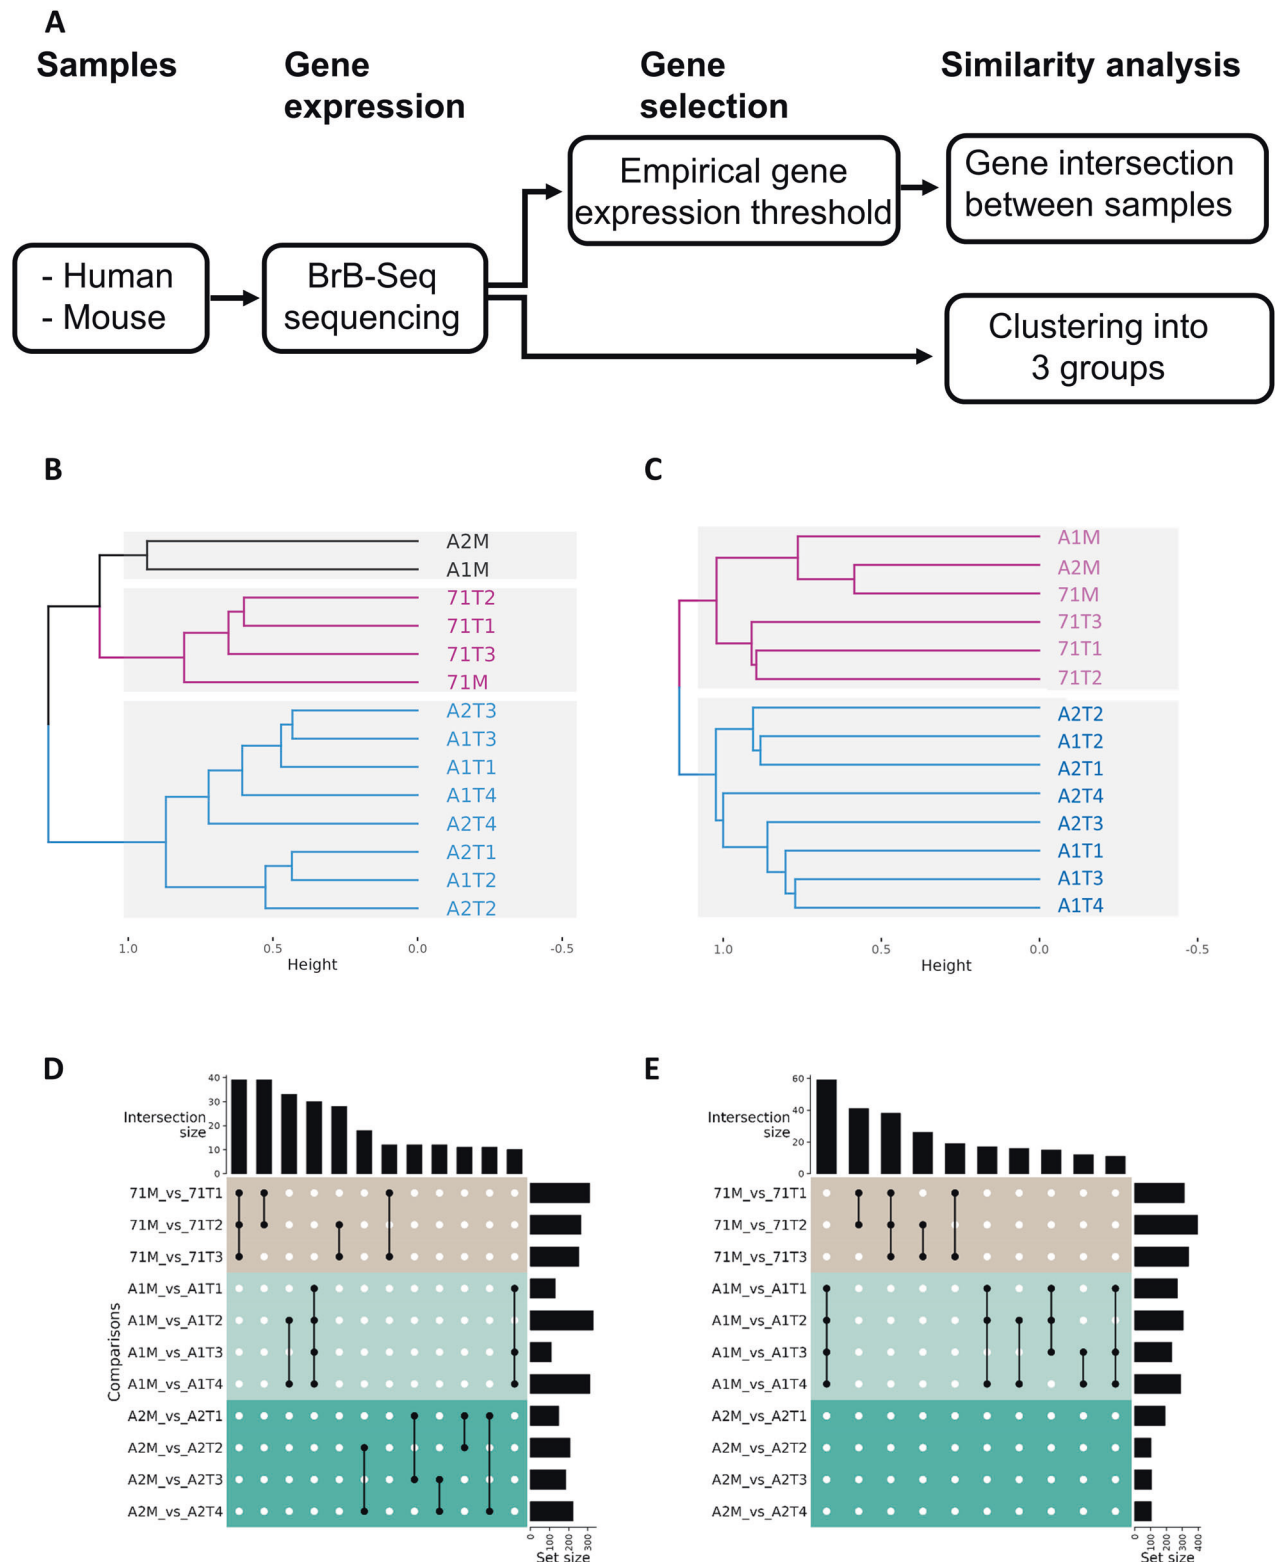 A
Samples
Gene
expression
Gene
selection
Similarity analysis
Empirical gene
expression threshold
Gene intersection
between samples
- Human
- Mouse
BrB-Seq
sequencing
Clustering into
3 groups
B
A2M
A1M
71T2
71T1
71T3
71M
A2T3
A1T3
A1T1
A1T4
A2T4
A2T1
A1T2
A2T2
1.0 0.5 0.0 -0.5
Height
C
A1M
A2M
71M
71T3
71T1
71T2
A2T2
A1T2
A2T1
A2T4
A2T3
A1T1
A1T3
A1T4
1.0 0.5 0.0 -0.5
Height
D
40
30
20
10
0
Intersection
size
Comparisons
71M_vs_71T1
71M_vs_71T2
71M_vs_71T3
A1M_vs_A1T1
A1M_vs_A1T2
A1M_vs_A1T3
A1M_vs_A1T4
A2M_vs_A2T1
A2M_vs_A2T2
A2M_vs_A2T3
A2M_vs_A2T4
0 100 200 300
Set size
E
60
40
20
0
Intersection
size
71M_vs_71T1
71M_vs_71T2
71M_vs_71T3
A1M_vs_A1T1
A1M_vs_A1T2
A1M_vs_A1T3
A1M_vs_A1T4
A2M_vs_A2T1
A2M_vs_A2T2
A2M_vs_A2T3
A2M_vs_A2T4
0 100 200 300 400
Set size